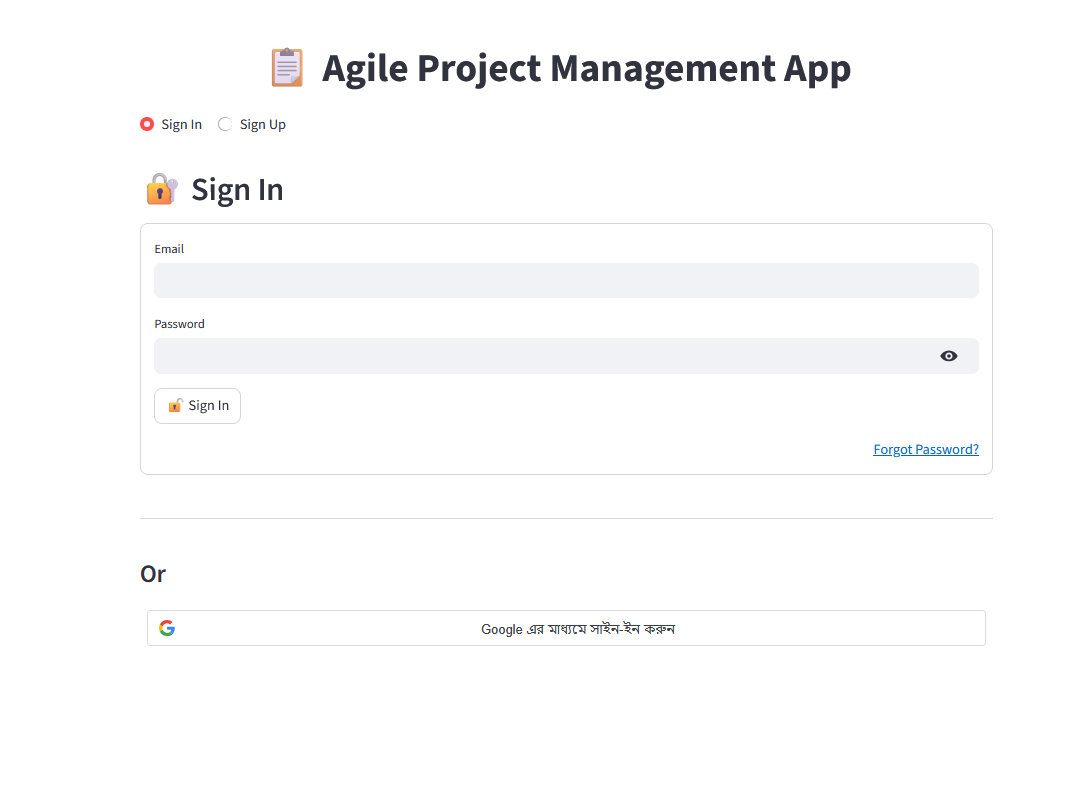 Agile Project Management App
Sign In
Sign Up
Sign In
Email
Password
Sign In
Forgot Password?
Or
Google এর মাধ্যমে সাইন-ইন করুন